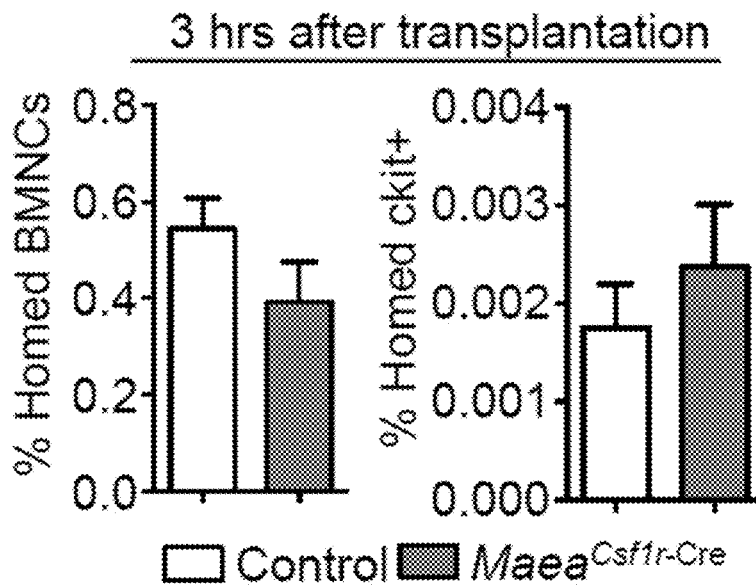 3 hrs after transplantation
% Homed BMNCs
0.8
0.6
0.4
0.2
0.0
% Homed ckit+
0.004
0.003
0.002
0.001
0.000
Control Maea^Csf1r-Cre